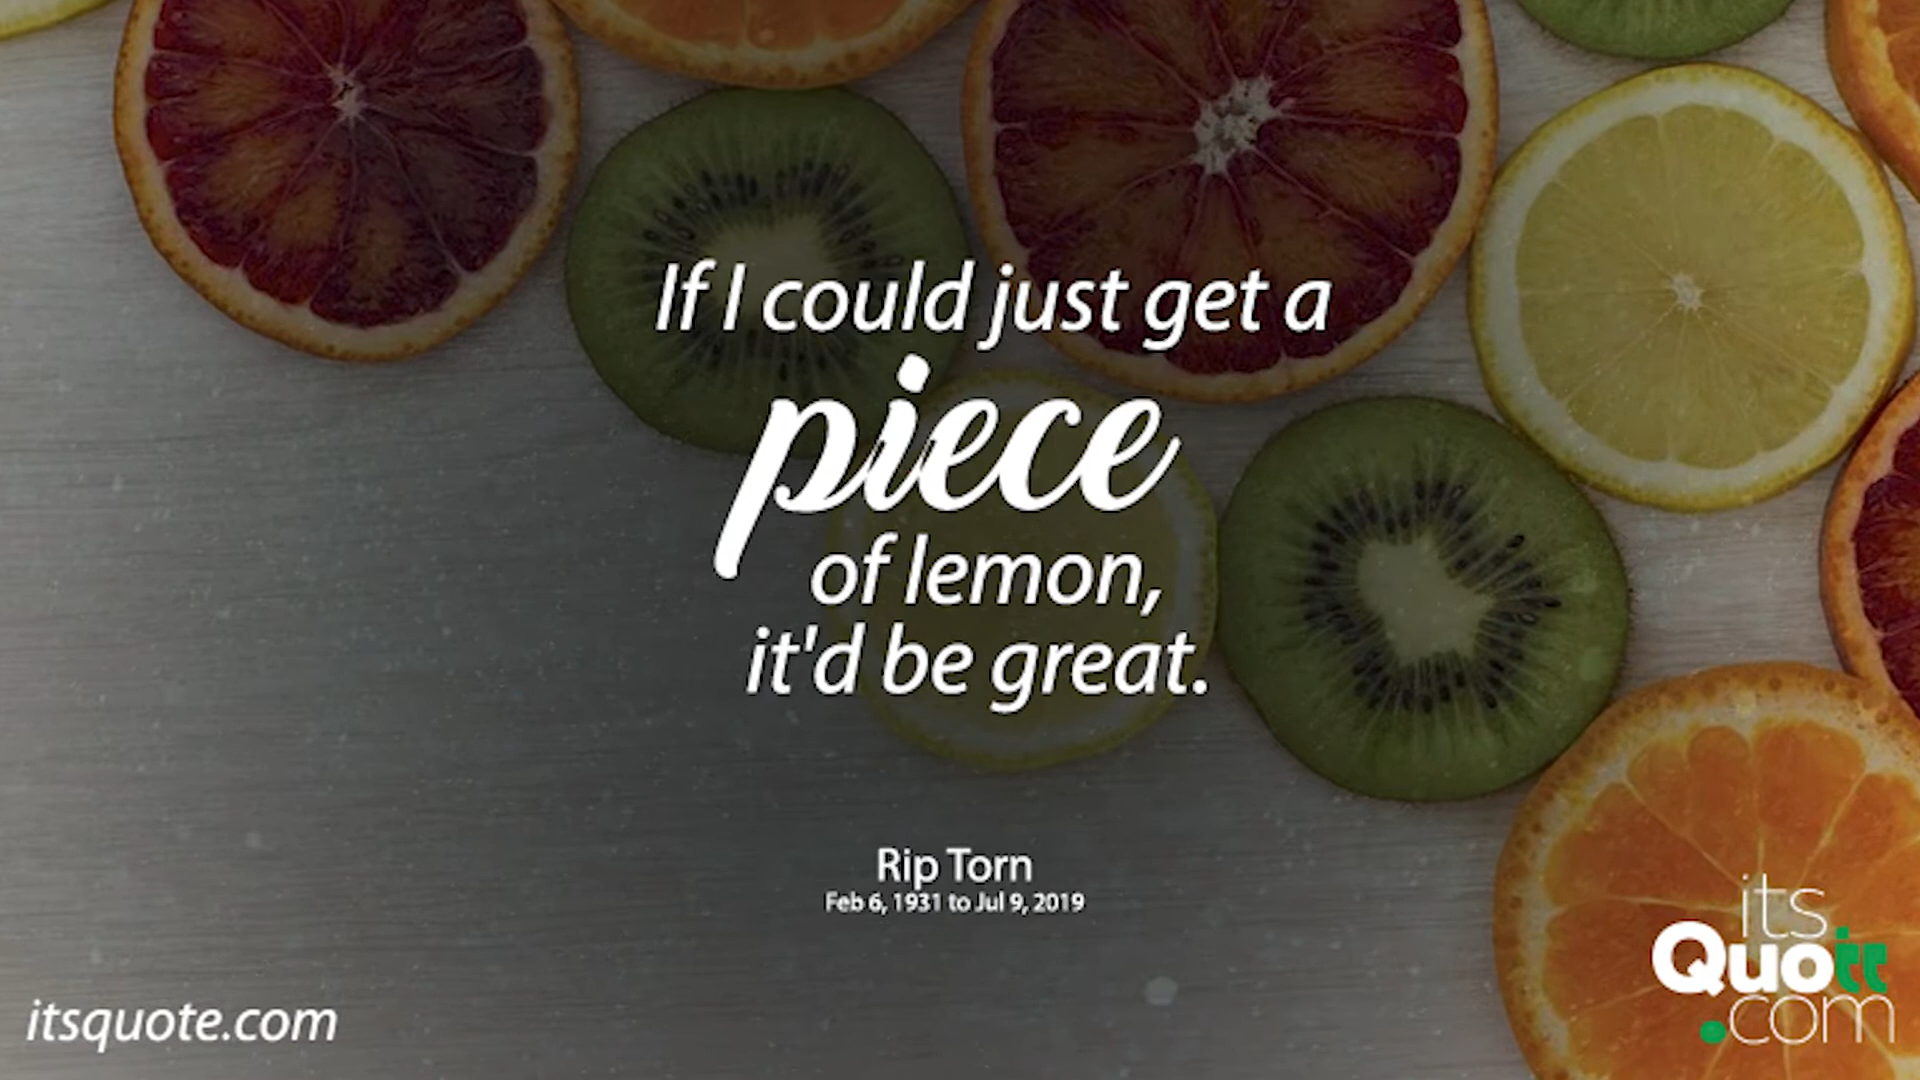 If I could just get a
piece
of lemon,
it'd be great.
Rip Torn
Feb 6, 1931 to Jul 9, 2019
itsquote.com
its
Quo
.com